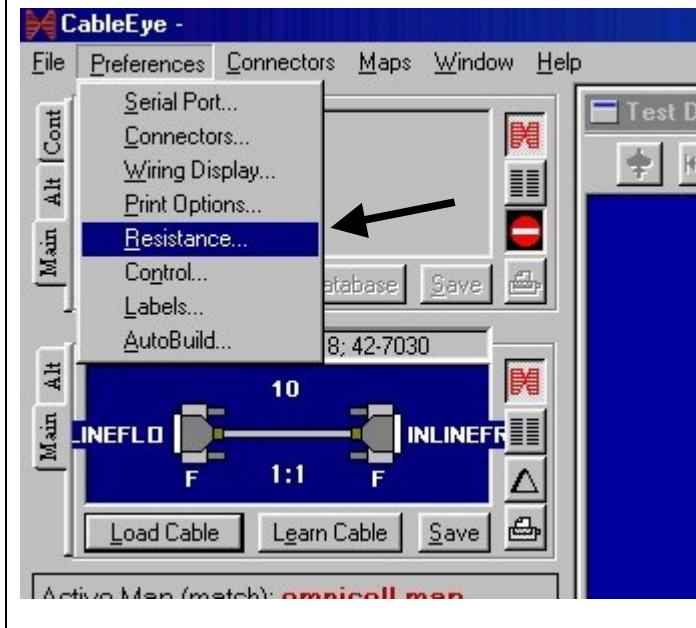 CableEye -
File Preferences Connectors Maps Window Help
Serial Port...
Connectors...
Wiring Display...
Print Options...
Resistance...
Control...
Labels...
AutoBuild...
Cont
Alt
Main
Test D
atabase Save
8; 42-7030
Alt
Main
10
LINEFLO INLINEFR
F 1:1 F
Load Cable Learn Cable Save
Active Map (match): omnicoll.map